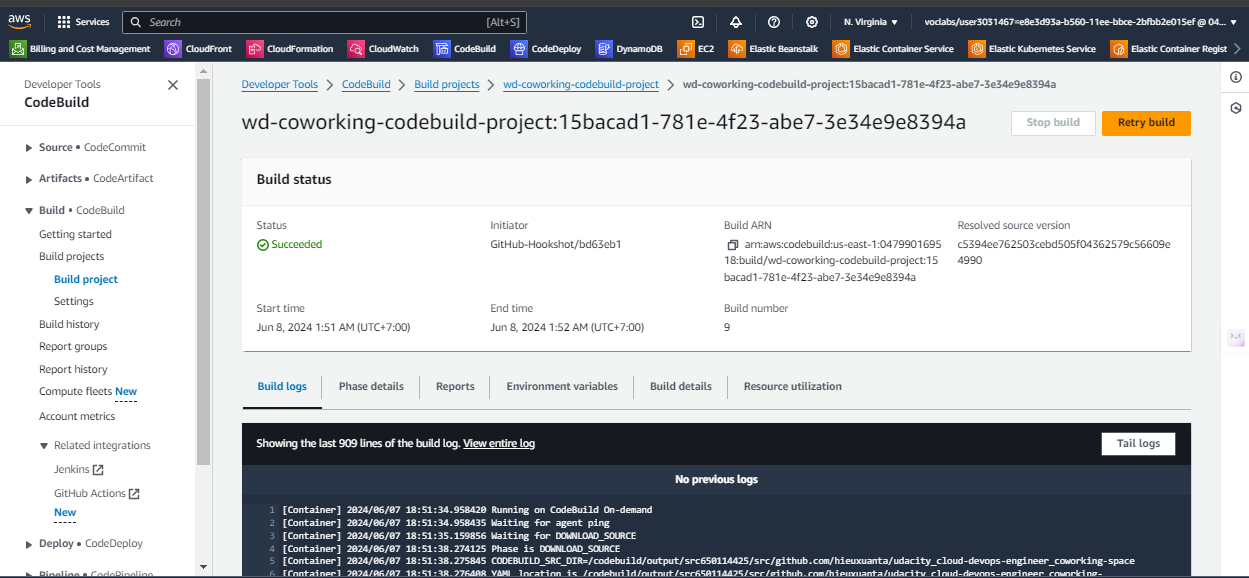 aws
Services
Search
[Alt+S]
N. Virginia
voclabs/user3031467=e8e3d93a-b560-11ee-bbce-2bfbb2e015ef @ 04...
Billing and Cost Management
CloudFront
CloudFormation
CloudWatch
CodeBuild
CodeDeploy
DynamoDB
EC2
Elastic Beanstalk
Elastic Container Service
Elastic Kubernetes Service
Elastic Container Regist
Developer Tools
CodeBuild
Source • CodeCommit
Artifacts • CodeArtifact
Build • CodeBuild
Getting started
Build projects
Build project
Settings
Build history
Report groups
Report history
Compute fleets New
Account metrics
Related integrations
Jenkins
GitHub Actions
New
Deploy • CodeDeploy
Pipeline • CodePipeline
Developer Tools
CodeBuild
Build projects
wd-coworking-codebuild-project
wd-coworking-codebuild-project:15bacad1-781e-4f23-abe7-3e34e9e8394a
wd-coworking-codebuild-project:15bacad1-781e-4f23-abe7-3e34e9e8394a
Stop build
Retry build
Build status
Status
Succeeded
Initiator
GitHub-Hookshot/bd63eb1
Build ARN
arn:aws:codebuild:us-east-1:0479901695
18:build/wd-coworking-codebuild-project:15
bacad1-781e-4f23-abe7-3e34e9e8394a
Resolved source version
c5394ee762503cebd505f04362579c56609e
4990
Start time
Jun 8, 2024 1:51 AM (UTC+7:00)
End time
Jun 8, 2024 1:52 AM (UTC+7:00)
Build number
9
Build logs
Phase details
Reports
Environment variables
Build details
Resource utilization
Showing the last 909 lines of the build log. View entire log
Tail logs
No previous logs
1 [Container] 2024/06/07 18:51:34.958420 Running on CodeBuild On-demand
2 [Container] 2024/06/07 18:51:34.958435 Waiting for agent ping
3 [Container] 2024/06/07 18:51:35.159856 Waiting for DOWNLOAD_SOURCE
4 [Container] 2024/06/07 18:51:38.274125 Phase is DOWNLOAD_SOURCE
5 [Container] 2024/06/07 18:51:38.275845 CODEBUILD_SRC_DIR=/codebuild/output/src650114425/src/github.com/hieuxuanta/udacity_cloud-devops-engineer_coworking-space
6 [Container] 2024/06/07 18:51:38.276408 YAML location is /codebuild/output/src650114425/src/github.com/hieuxuanta/udacity_cloud-devops-engineer_coworking-